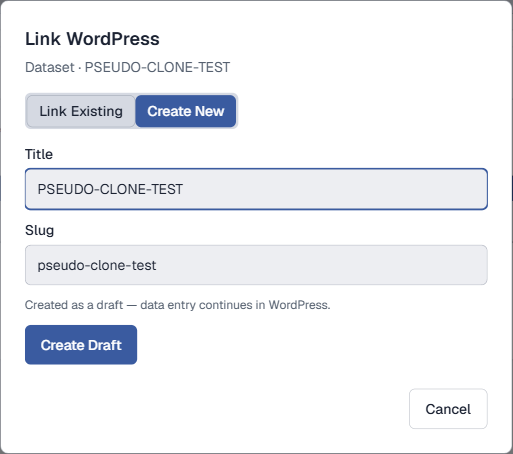 Link WordPress
Dataset · PSEUDO-CLONE-TEST
Link Existing Create New
Title
PSEUDO-CLONE-TEST
Slug
pseudo-clone-test
Created as a draft — data entry continues in WordPress.
Create Draft
Cancel